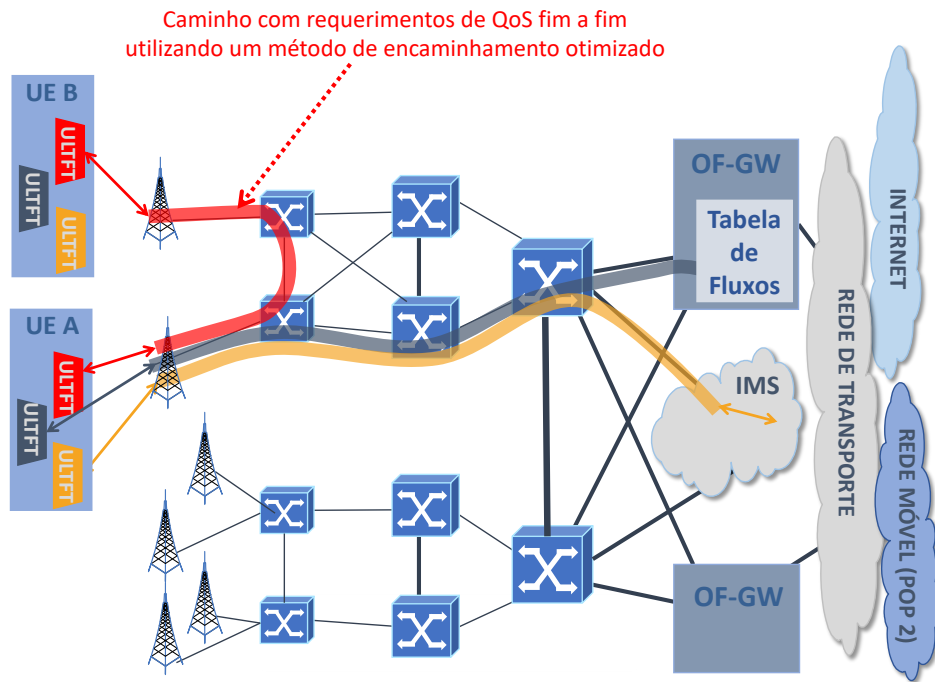 Caminho com requerimentos de QoS fim a fim
utilizando um método de encaminhamento otimizado
UE B
ULTFT
ULTFT
ULTFT
UE A
ULTFT
ULTFT
ULTFT
OF-GW
Tabela
de
Fluxos
IMS
OF-GW
REDE DE TRANSPORTE
INTERNET
REDE MÓVEL (POP 2)